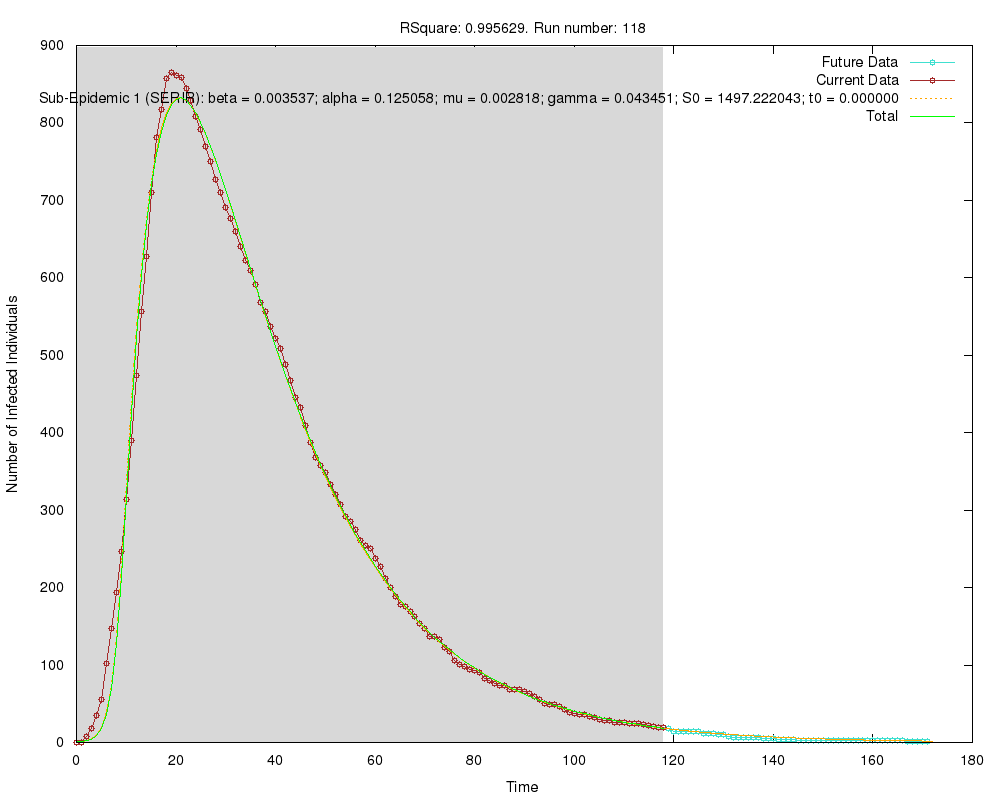 RSquare: 0.995629. Run number: 118
900
800
700
600
500
400
300
200
100
0
Number of Infected Individuals
Future Data
Current Data
Sub-Epidemic 1 (SEPIR): beta = 0.003537; alpha = 0.125058; mu = 0.002818; gamma = 0.043451; S0 = 1497.222043; t0 = 0.000000
Total
0 20 40 60 80 100 120 140 160 180
Time